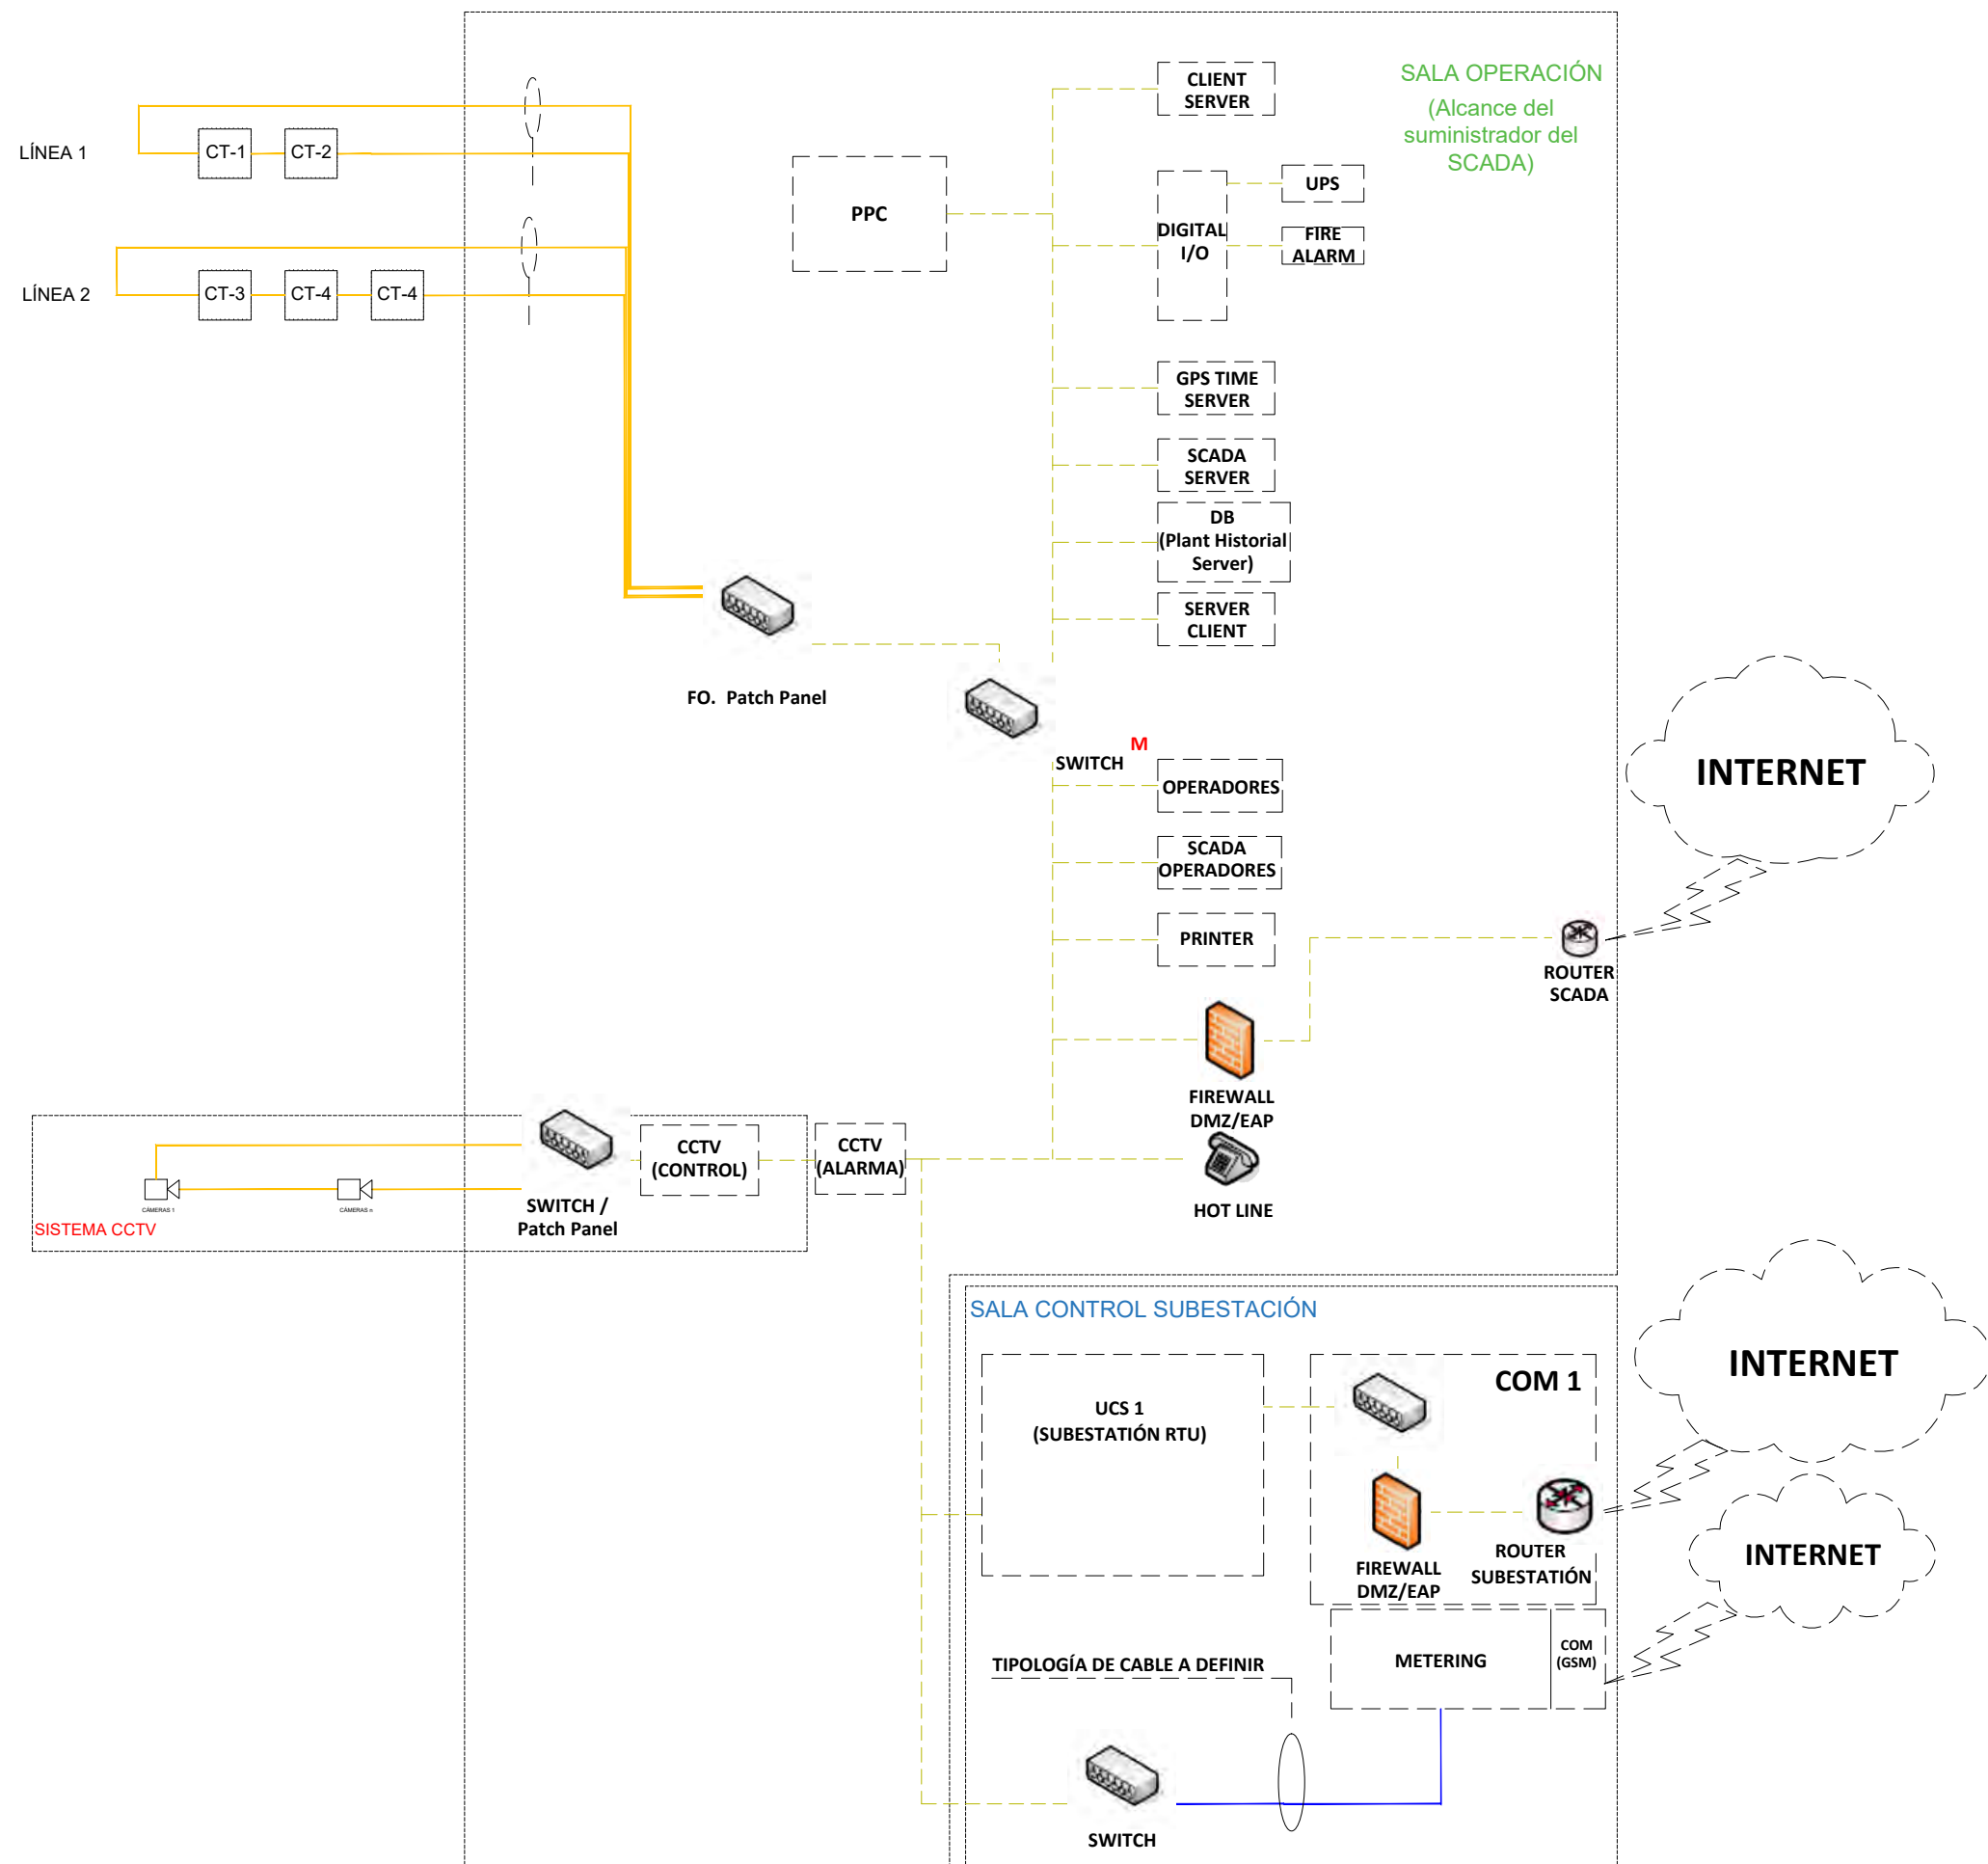 CLIENT
SERVER
SALA OPERACIÓN
(Alcance del
suministrador del
SCADA)
LÍNEA 1
CT-1
CT-2
PPC
DIGITAL
I/O
UPS
FIRE
ALARM
LÍNEA 2
CT-3
CT-4
CT-4
GPS TIME
SERVER
SCADA
SERVER
DB
(Plant Historial
Server)
SERVER
CLIENT
FO. Patch Panel
M
SWITCH
OPERADORES
INTERNET
SCADA
OPERADORES
PRINTER
ROUTER
SCADA
FIREWALL
DMZ/EAP
CCTV
(CONTROL)
CCTV
(ALARMA)
CÁMERAS 1
CÁMERAS n
SWITCH /
Patch Panel
SISTEMA CCTV
HOT LINE
SALA CONTROL SUBESTACIÓN
UCS 1
(SUBESTATIÓN RTU)
COM 1
INTERNET
FIREWALL
DMZ/EAP
ROUTER
SUBESTATIÓN
INTERNET
METERING
COM
(GSM)
TIPOLOGÍA DE CABLE A DEFINIR
SWITCH